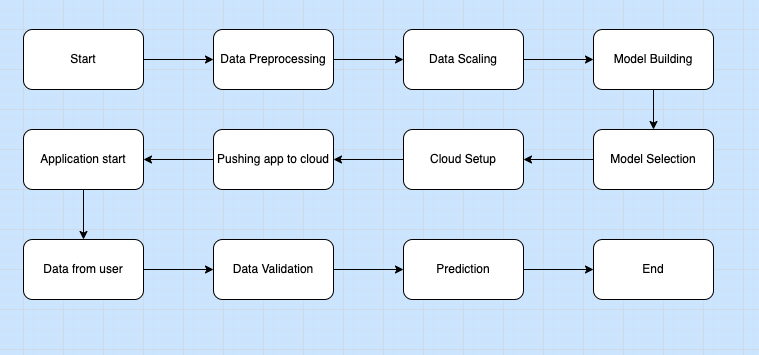 Start
Data Preprocessing
Data Scaling
Model Building
Application start
Pushing app to cloud
Cloud Setup
Model Selection
Data from user
Data Validation
Prediction
End